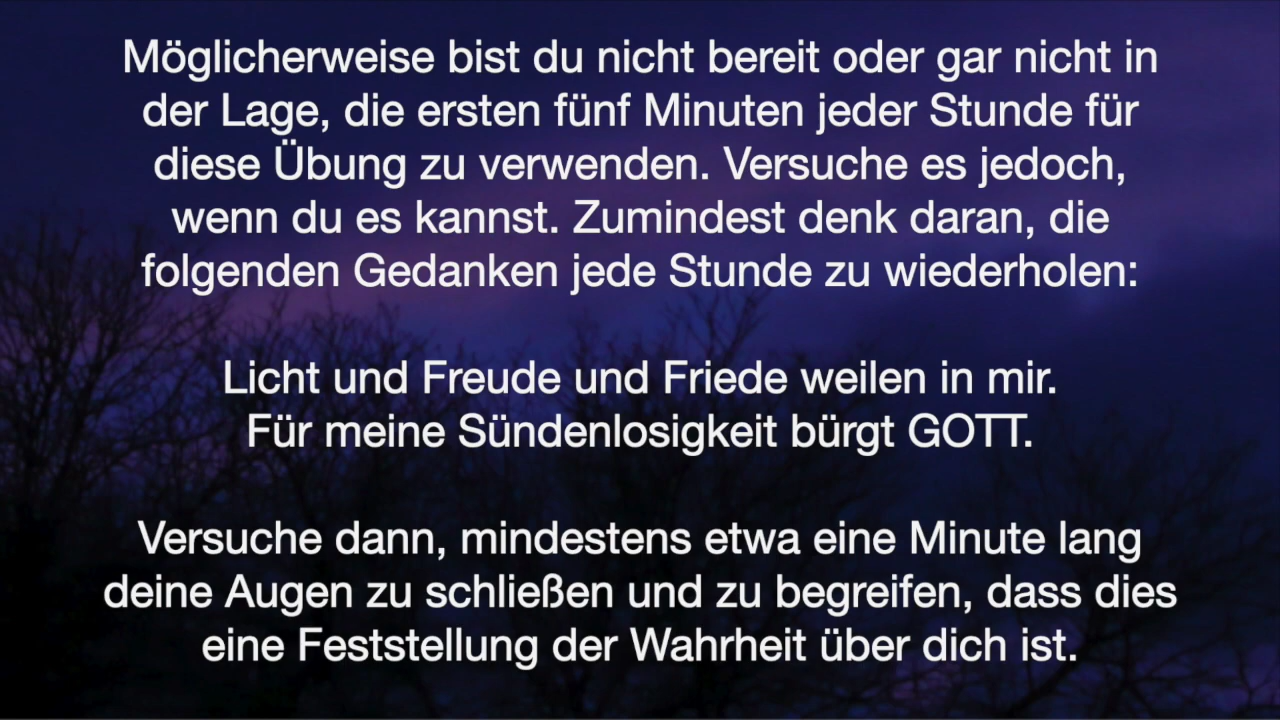 Möglicherweise bist du nicht bereit oder gar nicht in
der Lage, die ersten fünf Minuten jeder Stunde für
diese Übung zu verwenden. Versuche es jedoch,
wenn du es kannst. Zumindest denk daran, die
folgenden Gedanken jede Stunde zu wiederholen:
Licht und Freude und Friede weilen in mir.
Für meine Sündenlosigkeit bürgt GOTT.
Versuche dann, mindestens etwa eine Minute lang
deine Augen zu schließen und zu begreifen, dass dies
eine Feststellung der Wahrheit über dich ist.